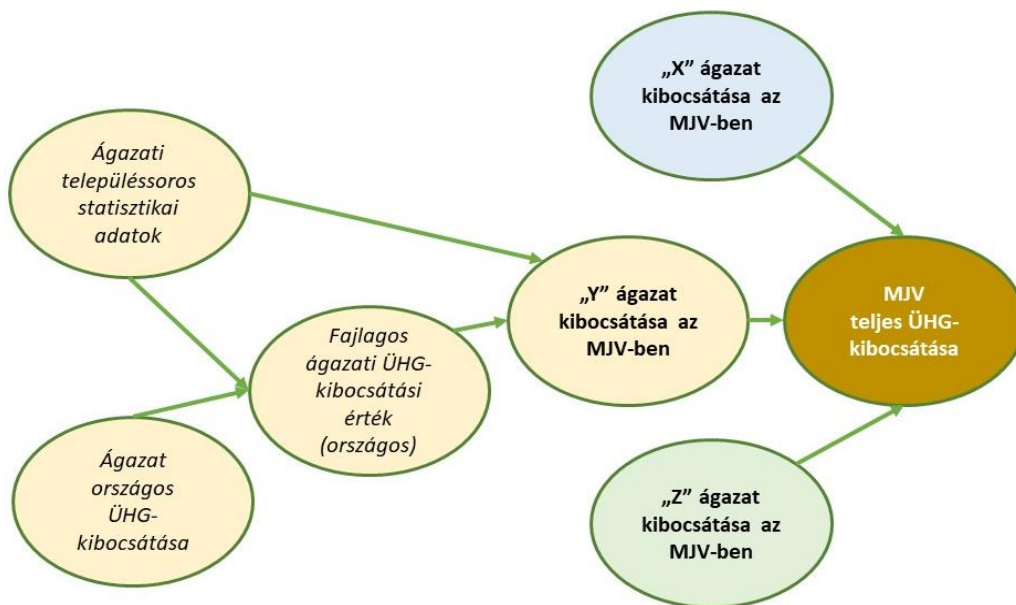 „X” ágazat
kibocsátása az
MJV-ben
Ágazati
településsoros
statisztikai
adatok
„Y” ágazat
kibocsátása az
MJV-ben
MJV
teljes ÜHG-
kibocsátása
Fajlagos
ágazati ÜHG-
kibocsátási
érték
(országos)
Ágazat
országos
ÜHG-
kibocsátása
„Z” ágazat
kibocsátása az
MJV-ben